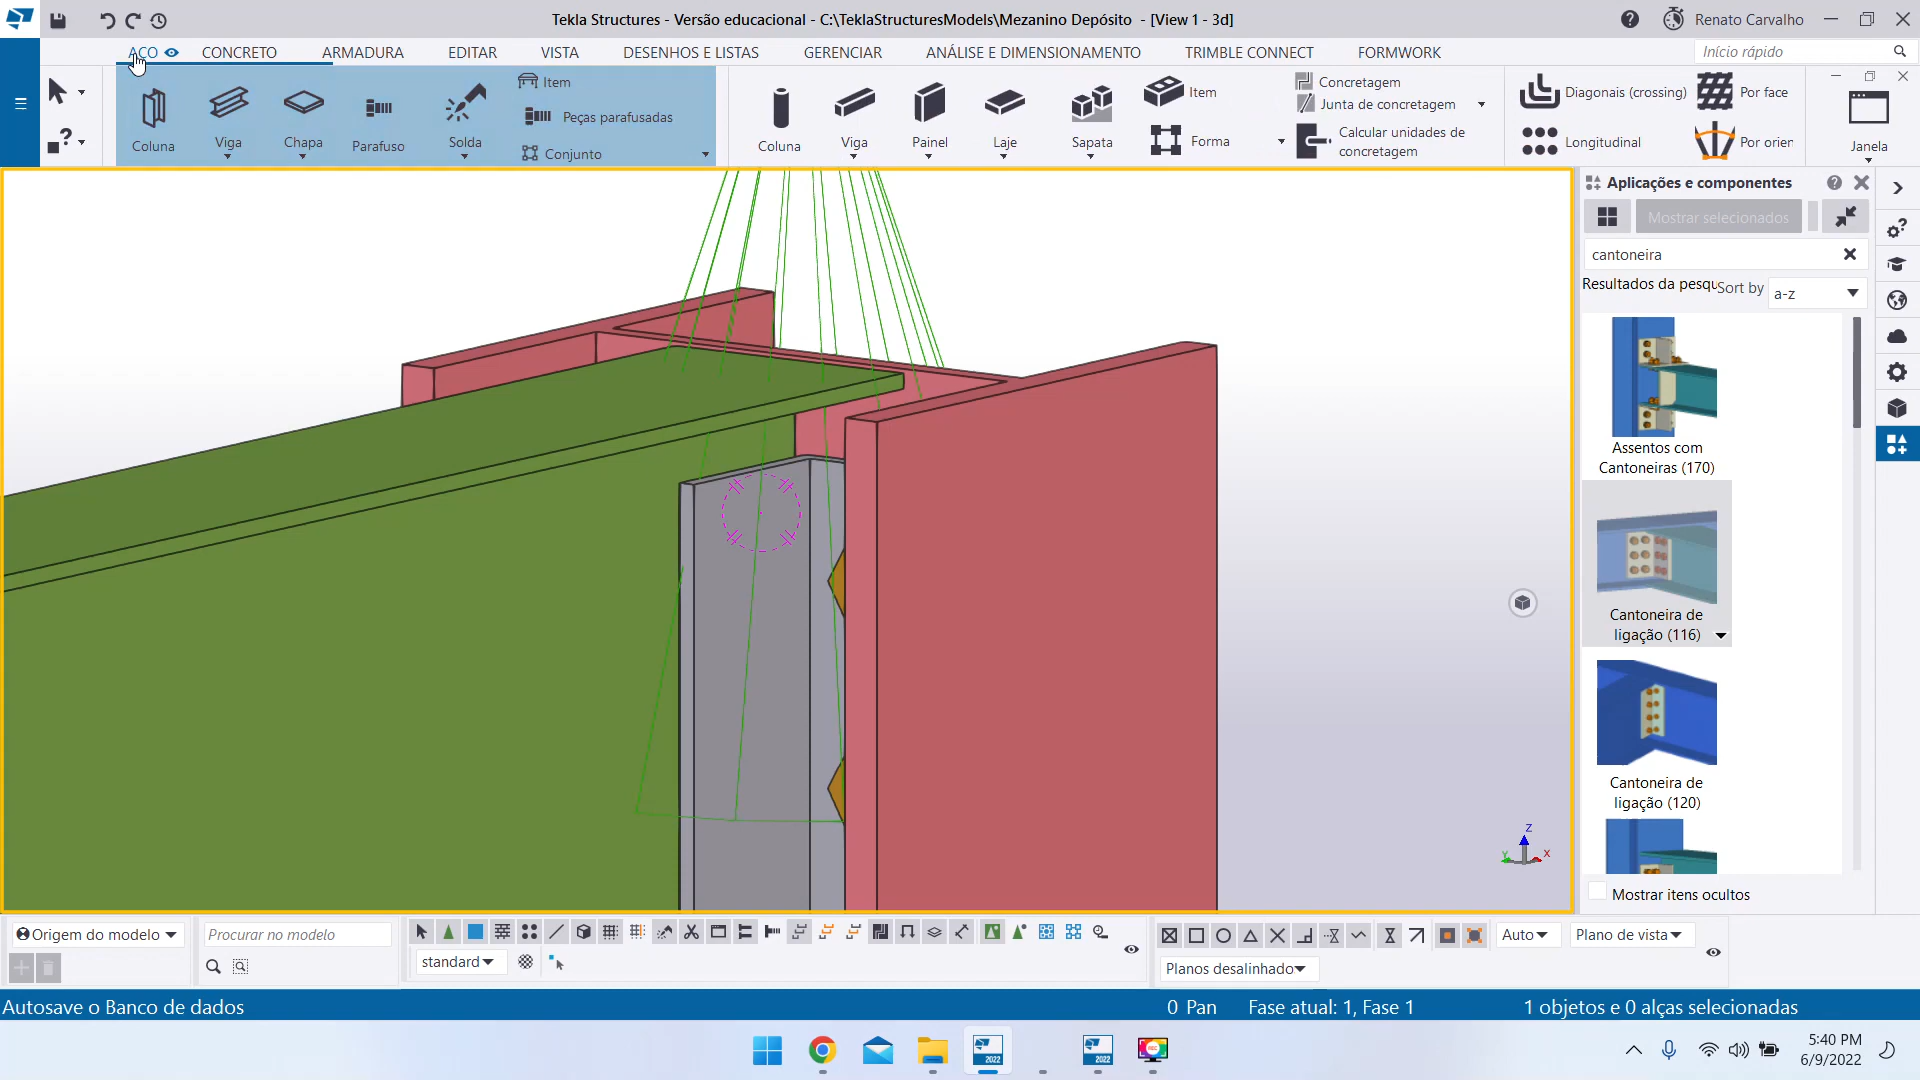 Tekla Structures - Versão educacional - C:\TeklaStructuresModels\Mezanino Depósito - [View 1 - 3d]
Renato Carvalho
AÇO
CONCRETO
ARMADURA
EDITAR
VISTA
DESENHOS E LISTAS
GERENCIAR
ANÁLISE E DIMENSIONAMENTO
TRIMBLE CONNECT
FORMWORK
Início rápido
Coluna
Viga
Chapa
Parafuso
Solda
Item
Peças parafusadas
Conjunto
Coluna
Viga
Painel
Laje
Sapata
Item
Forma
Concretagem
Junta de concretagem
Calcular unidades de
concretagem
Diagonais (crossing)
Longitudinal
Por face
Por orien
Janela
Aplicações e componentes
Mostrar selecionados
cantoneira
Resultados da pesqu
Sort by
a-z
Assentos com
Cantoneiras (170)
Cantoneira de
ligação (116)
Cantoneira de
ligação (120)
Mostrar itens ocultos
Z
Y
X
Origem do modelo
Procurar no modelo
standard
Auto
Plano de vista
Planos desalinhado
Autosave o Banco de dados
0 Pan
Fase atual: 1, Fase 1
1 objetos e 0 alças selecionadas
2022
2022
REC
5:40 PM
6/9/2022